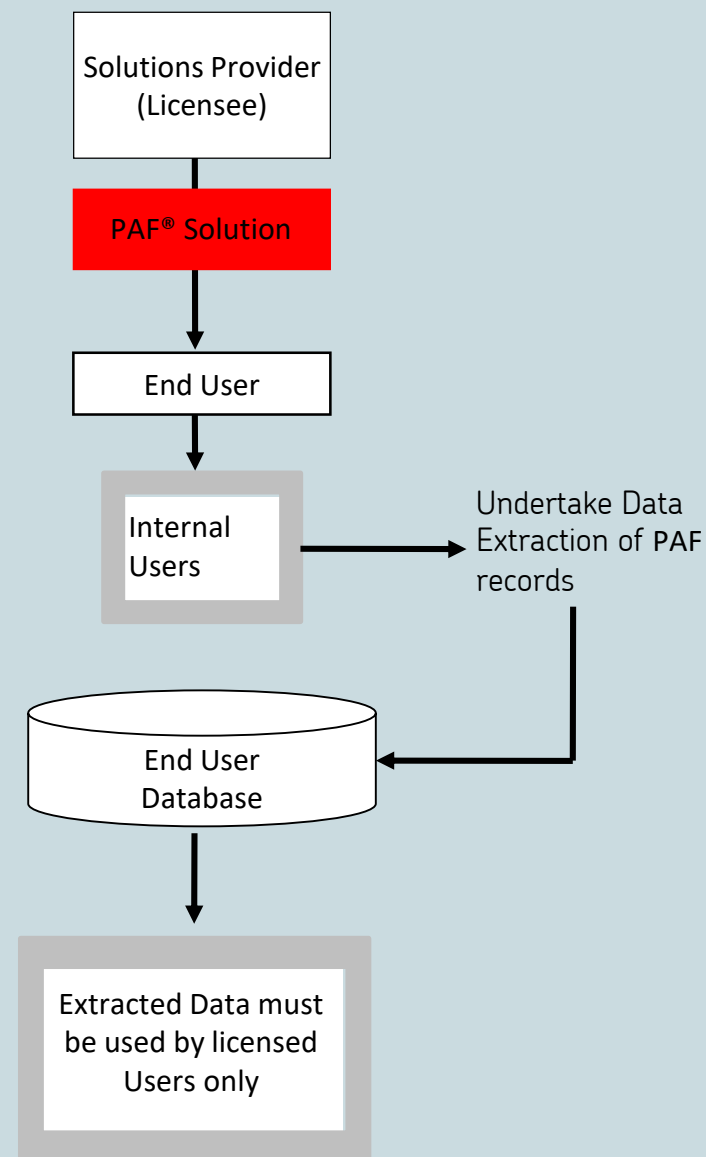 Solutions Provider
(Licensee)
PAF® Solution
End User
Internal
Users
Undertake Data
Extraction of PAF
records
End User
Database
Extracted Data must
be used by licensed
Users only